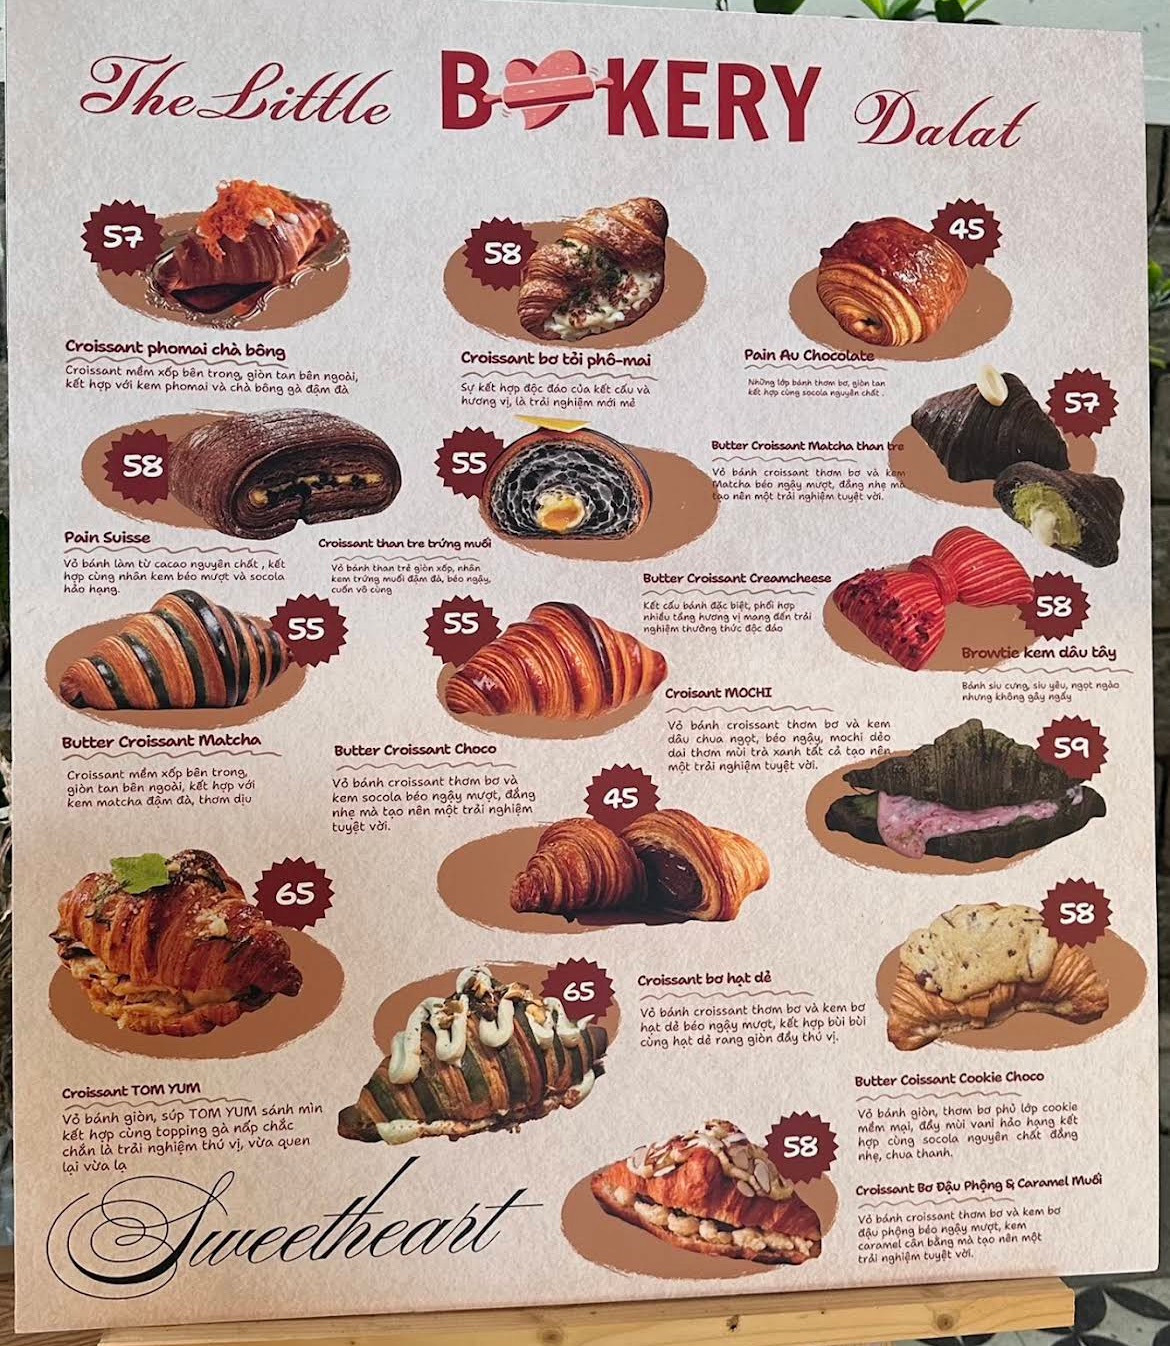 The Little BAKERY Dalat
57
Croissant phomai chà bông
Croissant mềm xốp bên trong, giòn tan bên ngoài,
kết hợp với kem phomai và chà bông gà đậm đà
58
Croissant bơ tỏi phô-mai
Sự kết hợp độc đáo của kết cấu và
hương vị, là trải nghiệm mới mẻ
45
Pain Au Chocolate
Những lớp bánh thơm bơ, giòn tan
kết hợp cùng socola nguyên chất .
58
Pain Suisse
Vỏ bánh làm từ cacao nguyên chất , kết
hợp cùng nhân kem béo mượt và socola
hảo hạng.
55
Croissant than tre trứng muối
Vỏ bánh than tre giòn xốp, nhân
kem trứng muối đậm đà, béo ngậy,
cuốn vô cùng
57
Butter Croissant Matcha than tre
Vỏ bánh croissant thơm bơ và kem
Matcha béo ngậy mượt, đắng nhẹ mà
tạo nên một trải nghiệm tuyệt vời.
Butter Croissant Creamcheese
Kết cấu bánh đặc biệt, phối hợp
nhiều tầng hương vị mang đến trải
nghiệm thưởng thức độc đáo
58
Browtie kem dâu tây
Bánh siu cưng, siu yêu, ngọt ngào
nhưng không gây ngấy
55
Butter Croissant Matcha
Croissant mềm xốp bên trong,
giòn tan bên ngoài, kết hợp với
kem matcha đậm đà, thơm dịu
55
Butter Croissant Choco
Vỏ bánh croissant thơm bơ và
kem socola béo ngậy mượt, đắng
nhẹ mà tạo nên một trải nghiệm
tuyệt vời.
Croisant MOCHI
Vỏ bánh croissant thơm bơ và kem
dâu chua ngọt, béo ngậy, mochi dẻo
dai thơm mùi trà xanh tất cả tạo nên
một trải nghiệm tuyệt vời.
59
45
65
Croissant TOM YUM
Vỏ bánh giòn, súp TOM YUM sánh mịn
kết hợp cùng topping gà nấp chắc
chắn là trải nghiệm thú vị, vừa quen
lại vừa lạ
65
Croissant bơ hạt dẻ
Vỏ bánh croissant thơm bơ và kem bơ
hạt dẻ béo ngậy mượt, kết hợp bùi bùi
cùng hạt dẻ rang giòn đầy thú vị.
58
Butter Coissant Cookie Choco
Vỏ bánh giòn, thơm bơ phủ lớp cookie
mềm mại, đầy mùi vani hảo hạng kết
hợp cùng socola nguyên chất đắng
nhẹ, chua thanh.
58
Croissant Bơ Đậu Phộng & Caramel Muối
Vỏ bánh croissant thơm bơ và kem bơ
đậu phộng béo ngậy mượt, kem
caramel cân bằng mà tạo nên một
trải nghiệm tuyệt vời.
Sweetheart